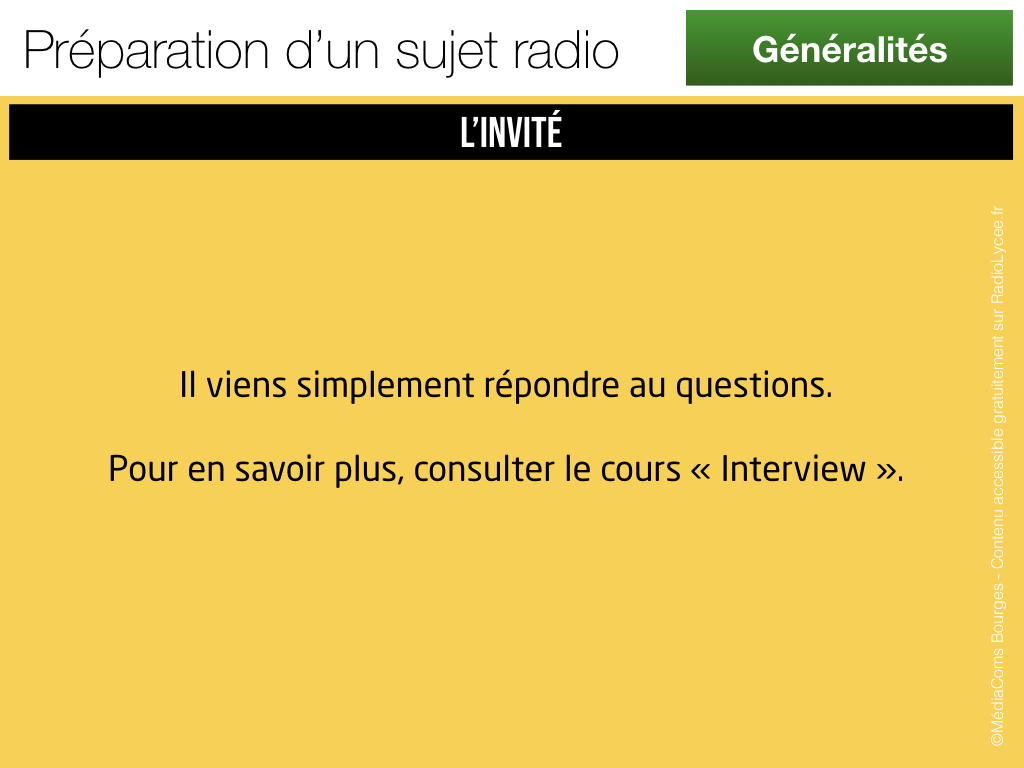 Préparation d’un sujet radio
Généralités
L’INVITÉ
Il viens simplement répondre au questions.
Pour en savoir plus, consulter le cours « Interview ».
©MédiaComs Bourges - Contenu accessible gratuitement sur RadioLycee.fr